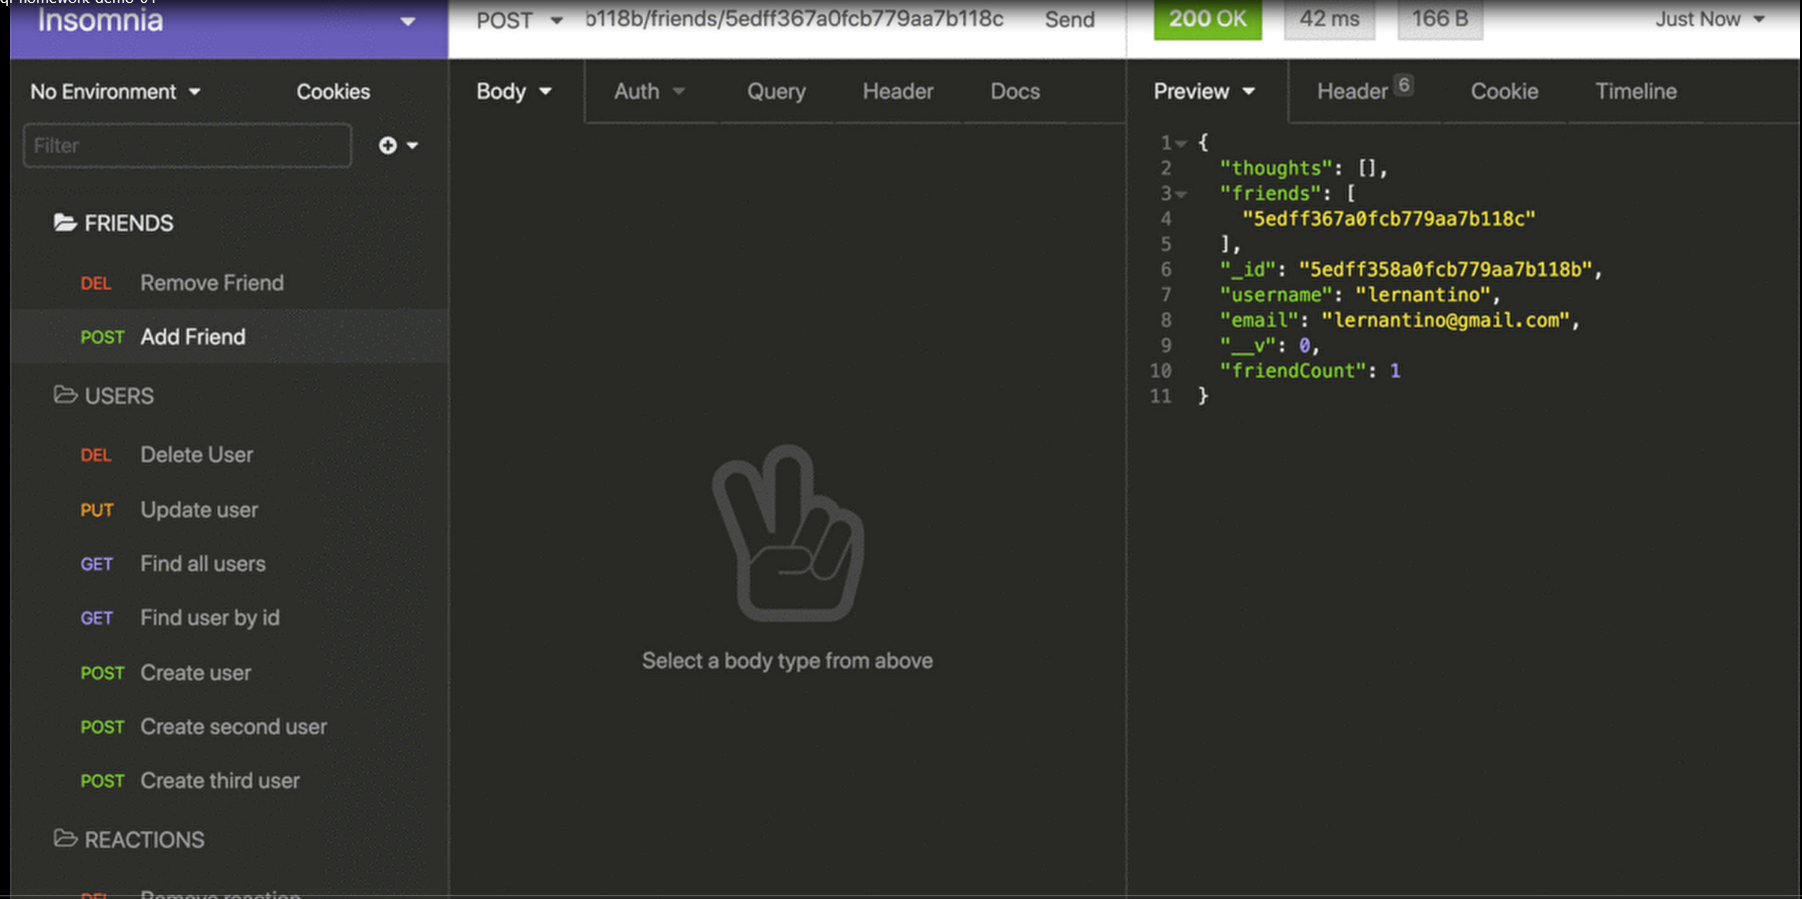 Insomnia
POST b118b/friends/5edff367a0fcb779aa7b118c Send
200 OK 42 ms 166 B Just Now
No Environment Cookies
Body Auth Query Header Docs
Preview Header 6 Cookie Timeline
Filter
FRIENDS
DEL Remove Friend
POST Add Friend
USERS
DEL Delete User
PUT Update user
GET Find all users
GET Find user by id
POST Create user
POST Create second user
POST Create third user
REACTIONS
DEL Remove reaction
Select a body type from above
1 {
2 "thoughts": [],
3 "friends": [
4 "5edff367a0fcb779aa7b118c"
5 ],
6 "_id": "5edff358a0fcb779aa7b118b",
7 "username": "lernantino",
8 "email": "lernantino@gmail.com",
9 "__v": 0,
10 "friendCount": 1
11 }